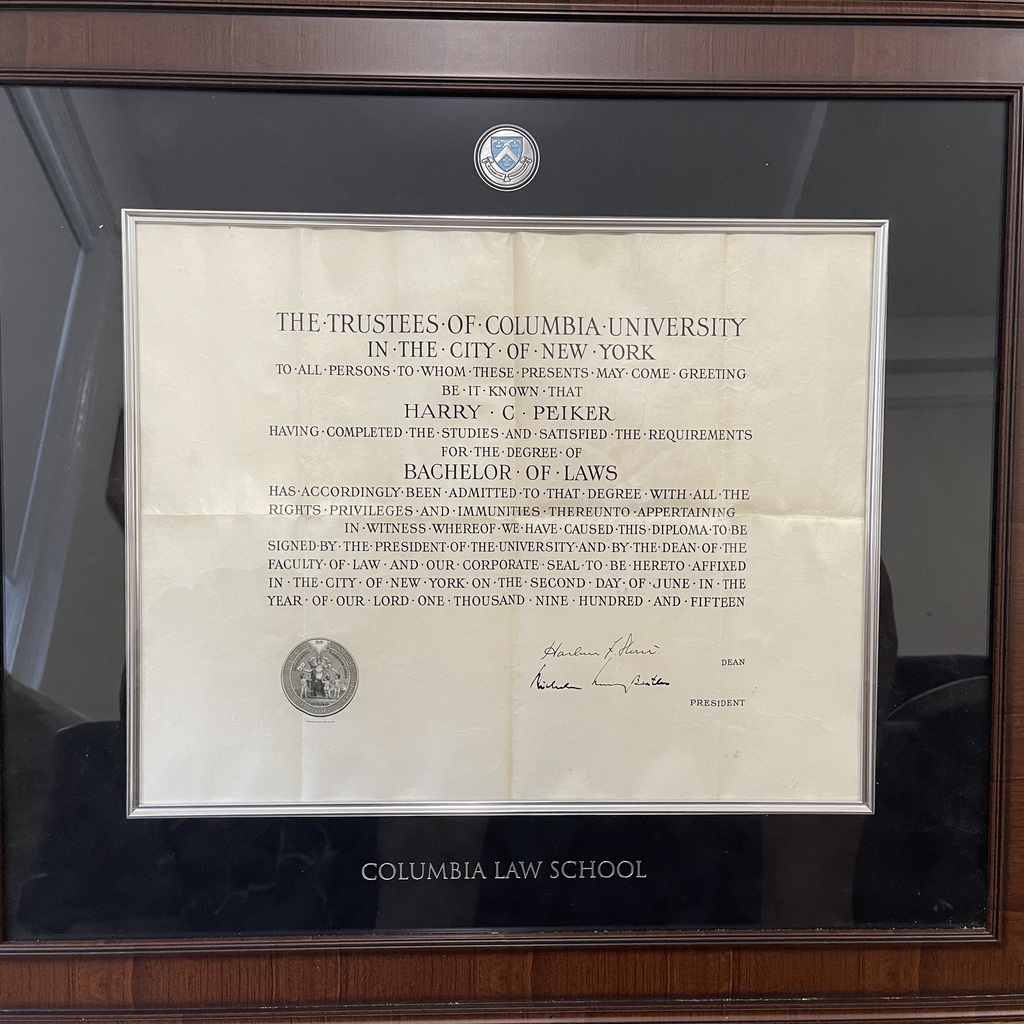 THE·TRUSTEES·OF·COLUMBIA·UNIVERSITY
IN·THE·CITY·OF·NEW·YORK
TO·ALL·PERSONS·TO·WHOM·THESE·PRESENTS·MAY·COME·GREETING
BE·IT·KNOWN·THAT
HARRY·C·PEIKER
HAVING·COMPLETED·THE·STUDIES·AND·SATISFIED·THE·REQUIREMENTS
FOR·THE·DEGREE·OF
BACHELOR·OF·LAWS
HAS·ACCORDINGLY·BEEN·ADMITTED·TO·THAT·DEGREE·WITH·ALL·THE
RIGHTS·PRIVILEGES·AND·IMMUNITIES·THEREUNTO·APPERTAINING
IN·WITNESS·WHEREOF·WE·HAVE·CAUSED·THIS·DIPLOMA·TO·BE
SIGNED·BY·THE·PRESIDENT·OF·THE·UNIVERSITY·AND·BY·THE·DEAN·OF·THE
FACULTY·OF·LAW·AND·OUR·CORPORATE·SEAL·TO·BE·HERETO·AFFIXED
IN·THE·CITY·OF·NEW·YORK·ON·THE·SECOND·DAY·OF·JUNE·IN·THE
YEAR·OF·OUR·LORD·ONE·THOUSAND·NINE·HUNDRED·AND·FIFTEEN
Harlan F. Stone
DEAN
Nicholas Murray Butler
PRESIDENT
COLUMBIA LAW SCHOOL